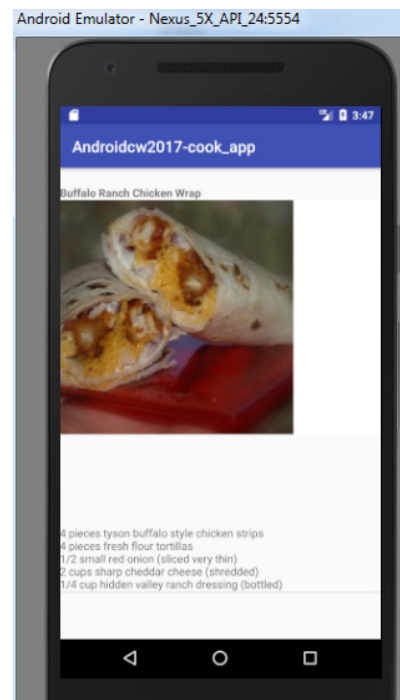 Android Emulator - Nexus_5X_API_24:5554
3:47
Androidcw2017-cook_app
Buffalo Ranch Chicken Wrap
4 pieces tyson buffalo style chicken strips
4 pieces fresh flour tortillas
1/2 small red onion (sliced very thin)
2 cups sharp cheddar cheese (shredded)
1/4 cup hidden valley ranch dressing (bottled)